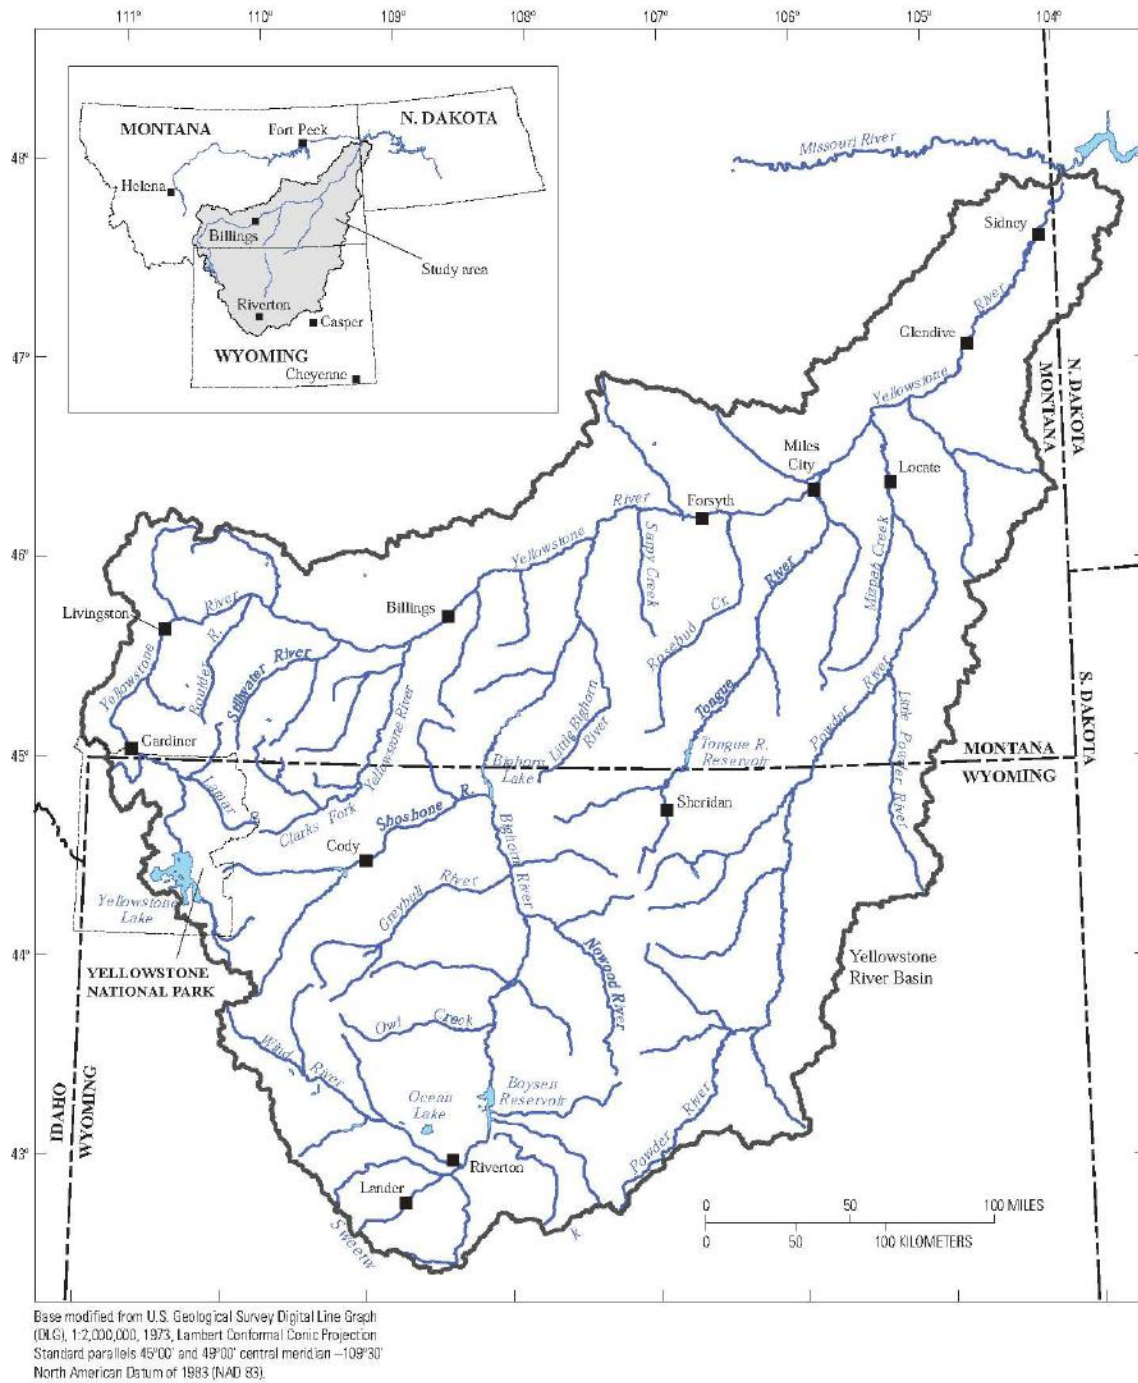 111°
110°
109°
108°
107°
106°
105°
104°
48°
47°
46°
45°
44°
43°
MONTANA
N. DAKOTA
Fort Peck
Helena
Billings
Study area
Riverton
Casper
WYOMING
Cheyenne
Missouri River
Sidney
River
Glendive
Yellowstone
MONTANA
N. DAKOTA
Miles
City
Locate
Forsyth
River
Yellowstone
Sarpy Creek
Mizpah Creek
River
Rosebud Cr.
Billings
Livingston
River
Yellowstone
Boulder R.
Stillwater River
Yellowstone River
Little Bighorn
River
Tongue
Powder River
Little Powder River
S. DAKOTA
Gardiner
Bighorn
Lake
Tongue R.
Reservoir
MONTANA
WYOMING
Lamar
Clarks Fork
Shoshone R.
Sheridan
Cody
Bighorn River
Greybull River
Yellowstone
Lake
Nowood River
Yellowstone
River Basin
YELLOWSTONE
NATIONAL PARK
Owl Creek
Wind River
Ocean
Lake
Boysen
Reservoir
IDAHO
WYOMING
Powder River
Riverton
Lander
Sweetw
k
0 50 100 MILES
0 50 100 KILOMETERS
Base modified from U.S. Geological Survey Digital Line Graph
(DLG), 1:2,000,000, 1973, Lambert Conformal Conic Projection
Standard parallels 45°00' and 49°00' central meridian –109°30'
North American Datum of 1983 (NAD 83).